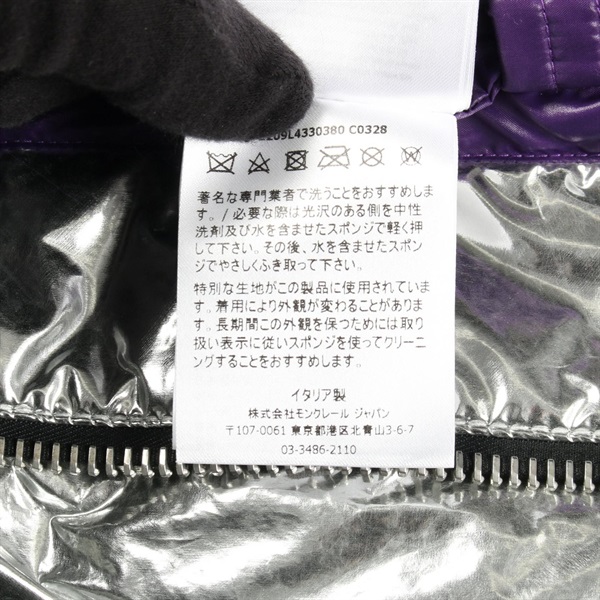 209L4330380 C0328
著名な専門業者で洗うことをおすすめしま
す。/ 必要な際は光沢のある側を中性
洗剤及び水を含ませたスポンジで軽く押
して下さい。その後、水を含ませたスポン
ジでやさしくふき取って下さい。
特別な生地がこの製品に使用されていま
す。着用により外観が変わることがありま
す。長期間この外観を保つためには取り
扱い表示に従いスポンジを使ってクリーニ
ングすることをおすすめします。
イタリア製
株式会社モンクレール ジャパン
〒107-0061 東京都港区北青山3-6-7
03-3486-2110